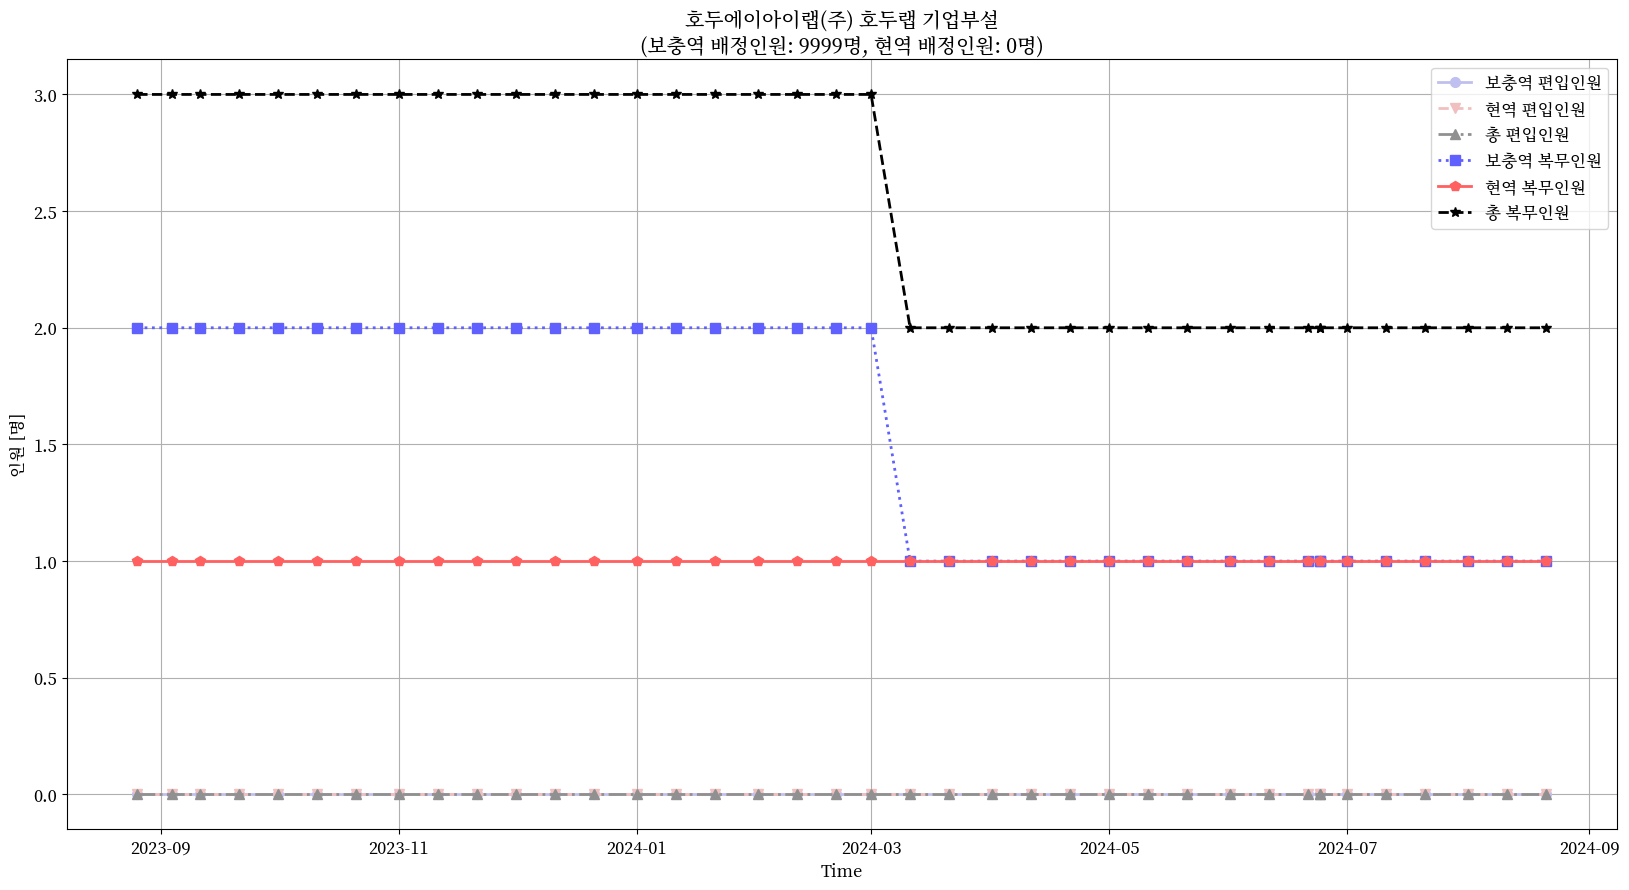 호두에이아이랩(주) 호두랩 기업부설
(보충역 배정인원: 9999명, 현역 배정인원: 0명)
보충역 편입인원
현역 편입인원
총 편입인원
보충역 복무인원
현역 복무인원
총 복무인원
인원 [명]
3.0
2.5
2.0
1.5
1.0
0.5
0.0
2023-09 2023-11 2024-01 2024-03 2024-05 2024-07 2024-09
Time